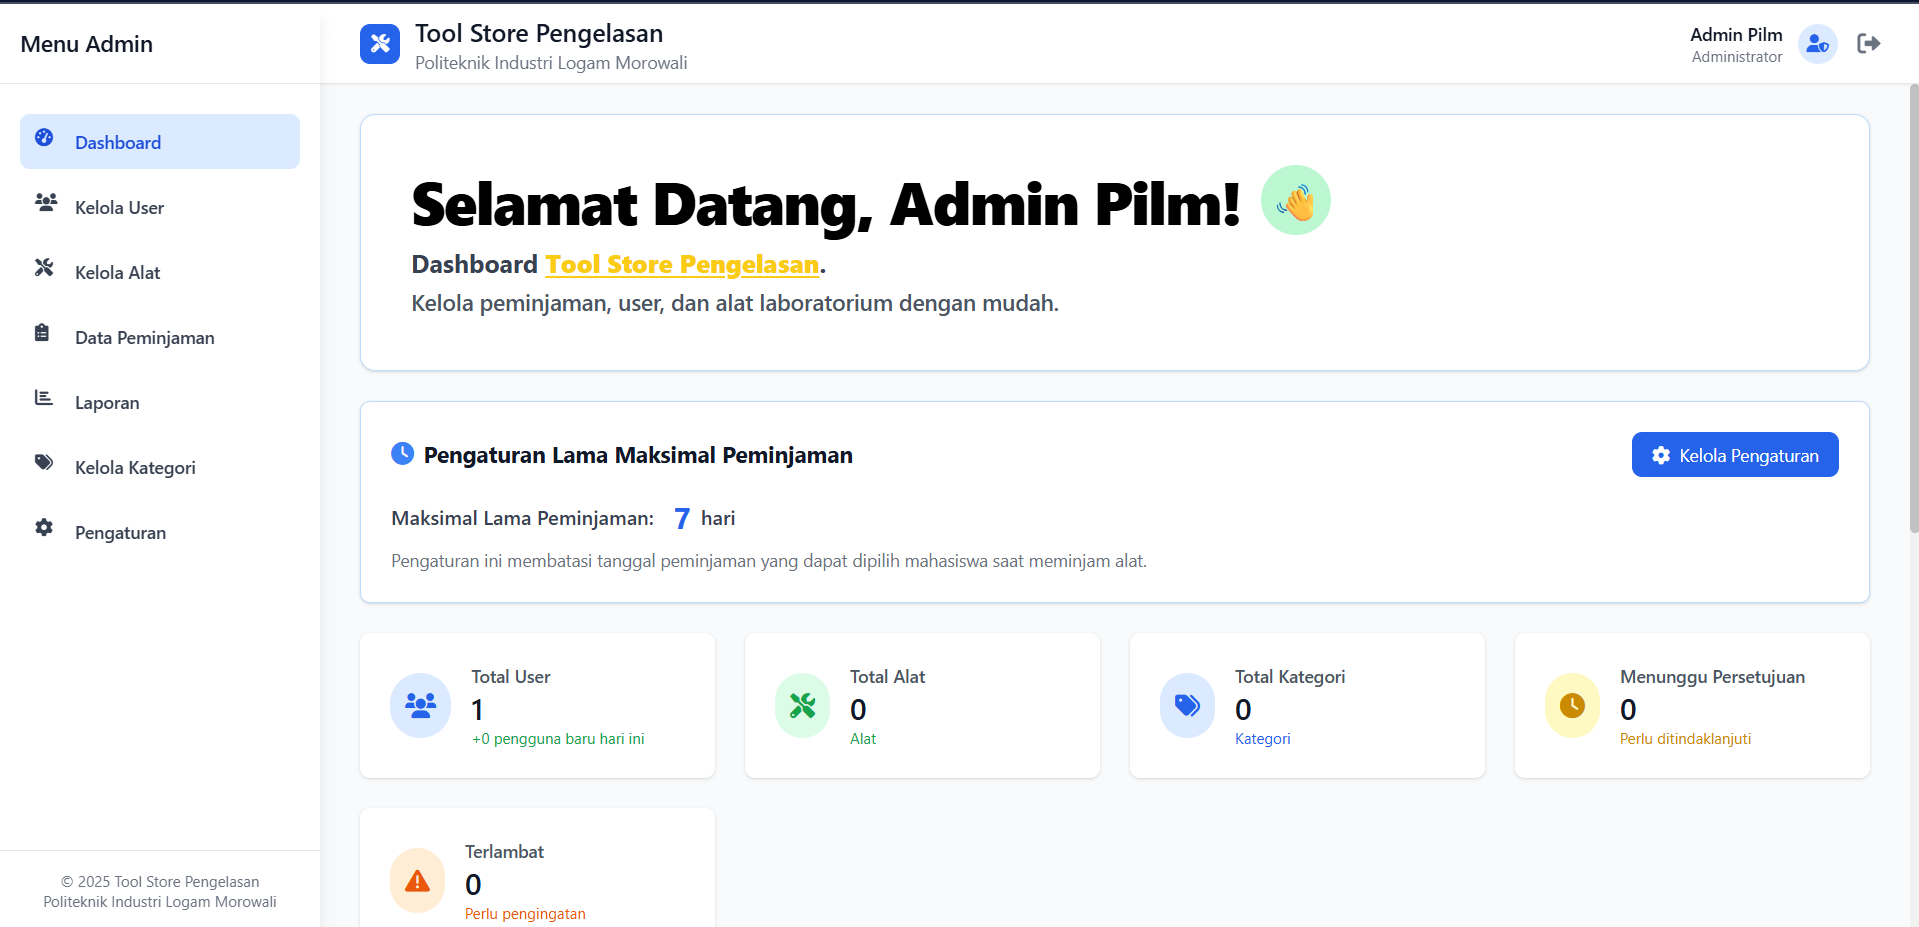 Menu Admin
Dashboard
Kelola User
Kelola Alat
Data Peminjaman
Laporan
Kelola Kategori
Pengaturan
© 2025 Tool Store Pengelasan
Politeknik Industri Logam Morowali
Tool Store Pengelasan
Politeknik Industri Logam Morowali
Admin Pilm
Administrator
Selamat Datang, Admin Pilm!
Dashboard Tool Store Pengelasan.
Kelola peminjaman, user, dan alat laboratorium dengan mudah.
Pengaturan Lama Maksimal Peminjaman
Kelola Pengaturan
Maksimal Lama Peminjaman: 7 hari
Pengaturan ini membatasi tanggal peminjaman yang dapat dipilih mahasiswa saat meminjam alat.
Total User
1
+0 pengguna baru hari ini
Total Alat
0
Alat
Total Kategori
0
Kategori
Menunggu Persetujuan
0
Perlu ditindaklanjuti
Terlambat
0
Perlu pengingatan